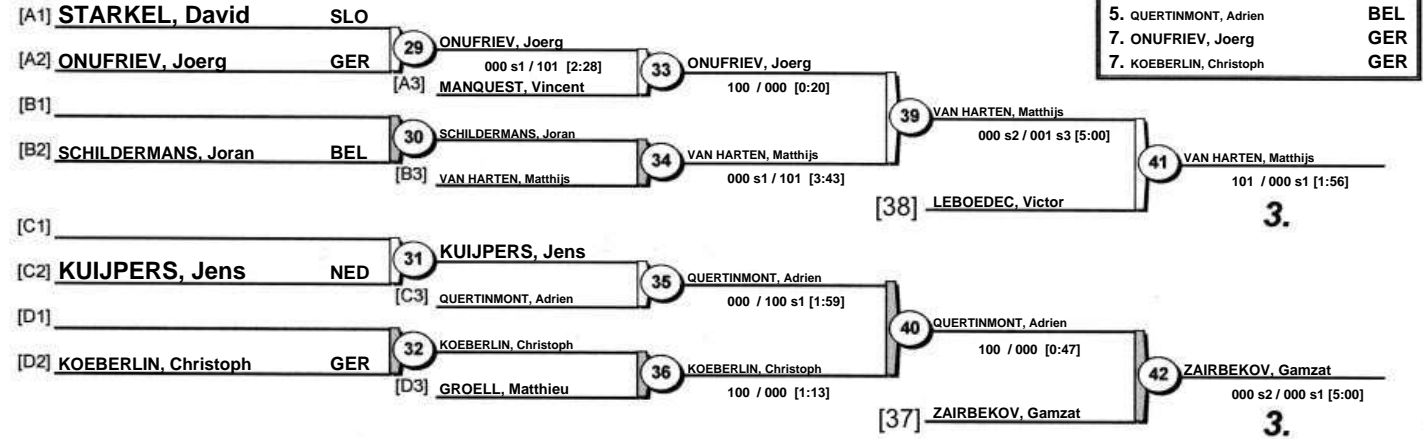 [A1] STARKEL, David SLO
[A2] ONUFRIEV, Joerg GER
29 ONUFRIEV, Joerg
000 s1 / 101 [2:28]
[A3] MANQUEST, Vincent
33 ONUFRIEV, Joerg
100 / 000 [0:20]
[B1]
[B2] SCHILDERMANS, Joran BEL
30 SCHILDERMANS, Joran
[B3] VAN HARTEN, Matthijs
34 VAN HARTEN, Matthijs
000 s1 / 101 [3:43]
39 VAN HARTEN, Matthijs
000 s2 / 001 s3 [5:00]
[38] LEBOEDEC, Victor
41 VAN HARTEN, Matthijs
101 / 000 s1 [1:56]
3.
[C1]
[C2] KUIJPERS, Jens NED
31 KUIJPERS, Jens
[C3] QUERTINMONT, Adrien
35 QUERTINMONT, Adrien
000 / 100 s1 [1:59]
[D1]
[D2] KOEBERLIN, Christoph GER
32 KOEBERLIN, Christoph
[D3] GROELL, Matthieu
36 KOEBERLIN, Christoph
100 / 000 [1:13]
40 QUERTINMONT, Adrien
100 / 000 [0:47]
[37] ZAIRBEKOV, Gamzat
42 ZAIRBEKOV, Gamzat
000 s2 / 000 s1 [5:00]
3.
5. QUERTINMONT, Adrien BEL
7. ONUFRIEV, Joerg GER
7. KOEBERLIN, Christoph GER